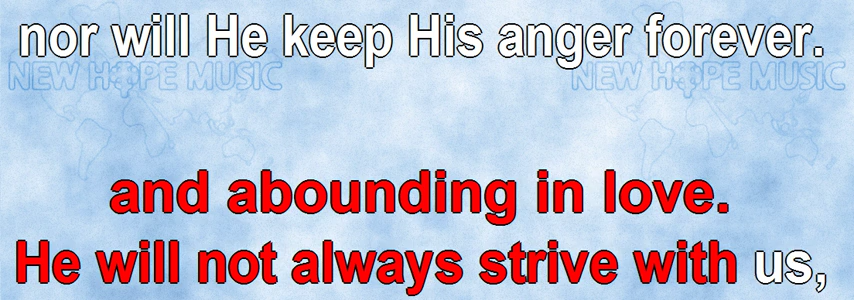 nor will He keep His anger forever.
NEW HOPE MUSIC NEW HOPE MUSIC
and abounding in love.
He will not always strive with us,